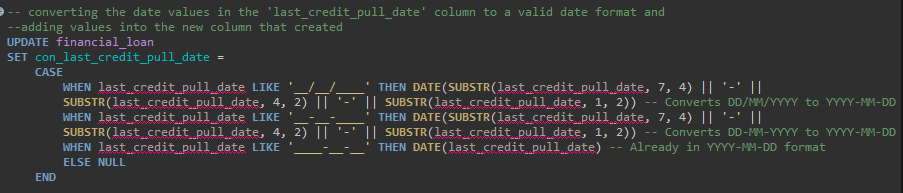 -- converting the date values in the 'last_credit_pull_date' column to a valid date format and
--adding values into the new column that created
UPDATE financial_loan
SET con_last_credit_pull_date =
CASE
WHEN last_credit_pull_date LIKE '__/__/____' THEN DATE(SUBSTR(last_credit_pull_date, 7, 4) || '-' ||
SUBSTR(last_credit_pull_date, 4, 2) || '-' || SUBSTR(last_credit_pull_date, 1, 2)) -- Converts DD/MM/YYYY to YYYY-MM-DD
WHEN last_credit_pull_date LIKE '__-__-____' THEN DATE(SUBSTR(last_credit_pull_date, 7, 4) || '-' ||
SUBSTR(last_credit_pull_date, 4, 2) || '-' || SUBSTR(last_credit_pull_date, 1, 2)) -- Converts DD-MM-YYYY to YYYY-MM-DD
WHEN last_credit_pull_date LIKE '____-__-__' THEN DATE(last_credit_pull_date) -- Already in YYYY-MM-DD format
ELSE NULL
END